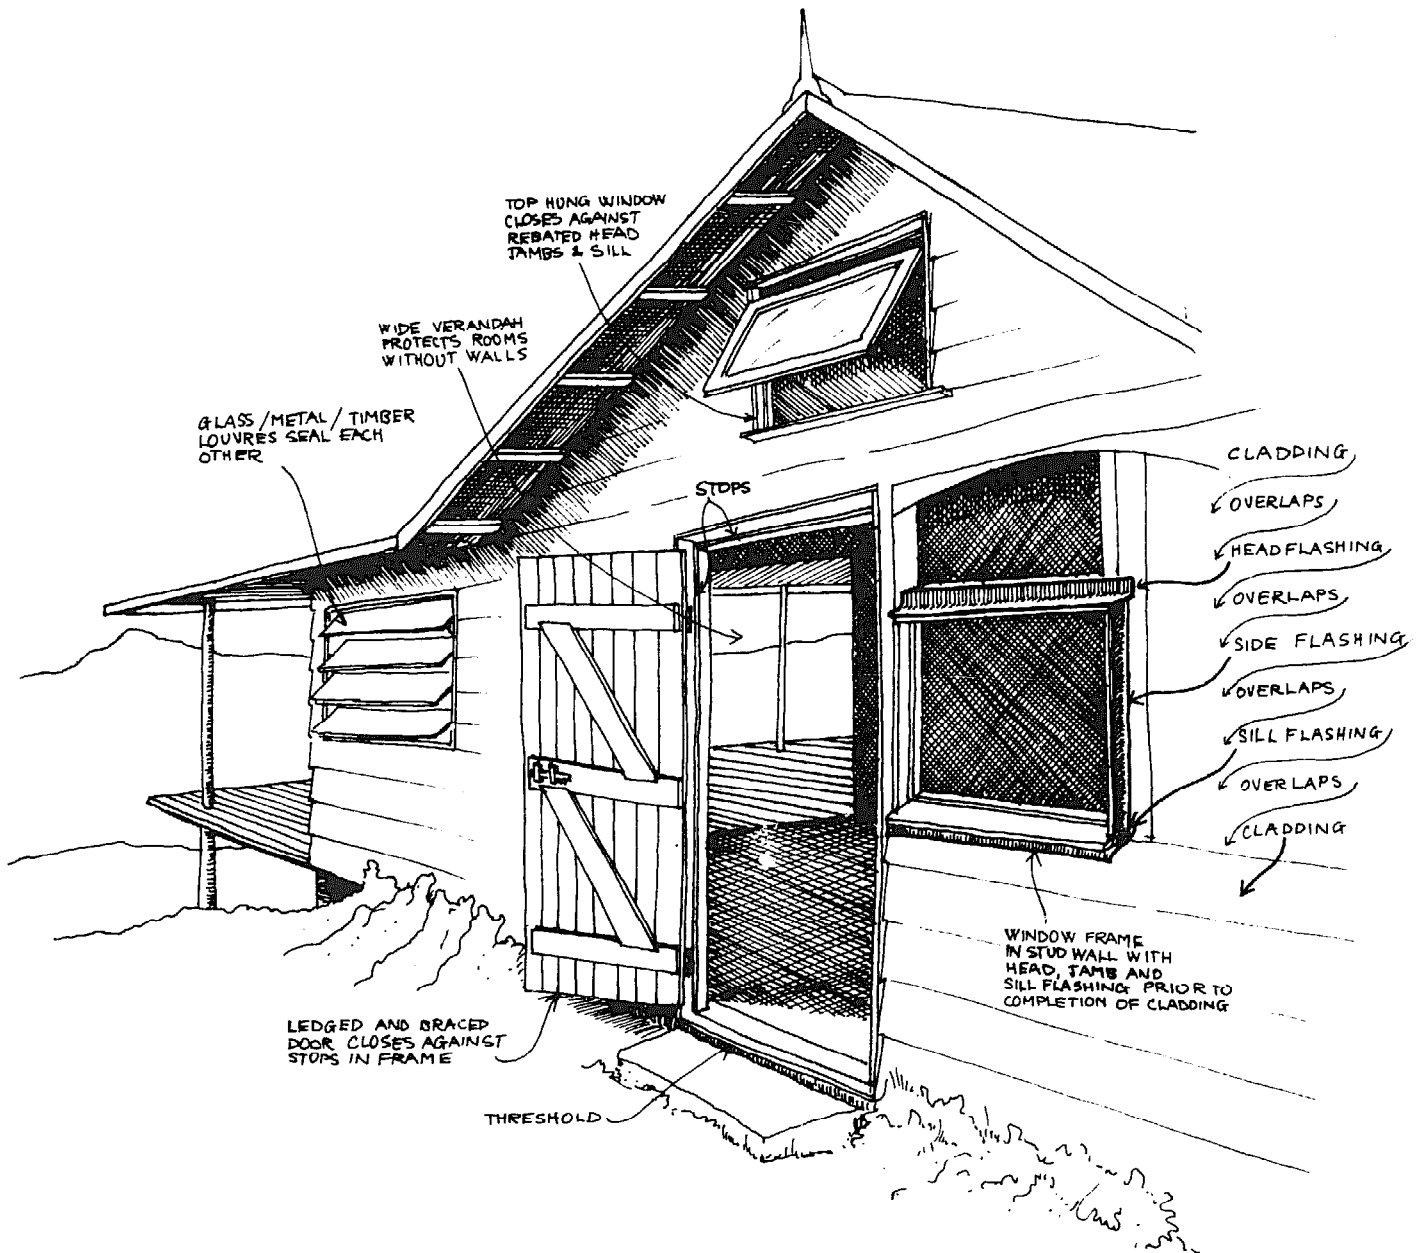 TOP HUNG WINDOW
CLOSES AGAINST
REBATED HEAD
JAMBS & SILL
WIDE VERANDAH
PROTECTS ROOMS
WITHOUT WALLS
GLASS/METAL/TIMBER
LOUVRES SEAL EACH
OTHER
STOPS
CLADDING
OVERLAPS
HEADFLASHING
OVERLAPS
SIDE FLASHING
OVERLAPS
SILL FLASHING
OVERLAPS
CLADDING
WINDOW FRAME
IN STUD WALL WITH
HEAD, JAMB AND
SILL FLASHING PRIOR TO
COMPLETION OF CLADDING
LEDGED AND BRACED
DOOR CLOSES AGAINST
STOPS IN FRAME
THRESHOLD